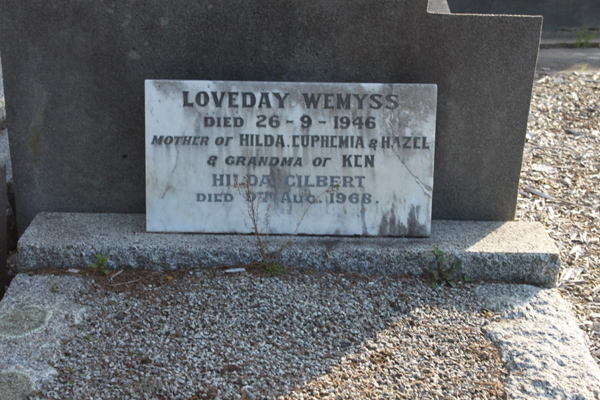 LOVEDAY WEMYSS
DIED 26-9-1946
MOTHER OF HILDA, EUPHEMIA & HAZEL
& GRANDMA OF KEN
HILDA GILBERT
DIED 9TH AUG. 1968.